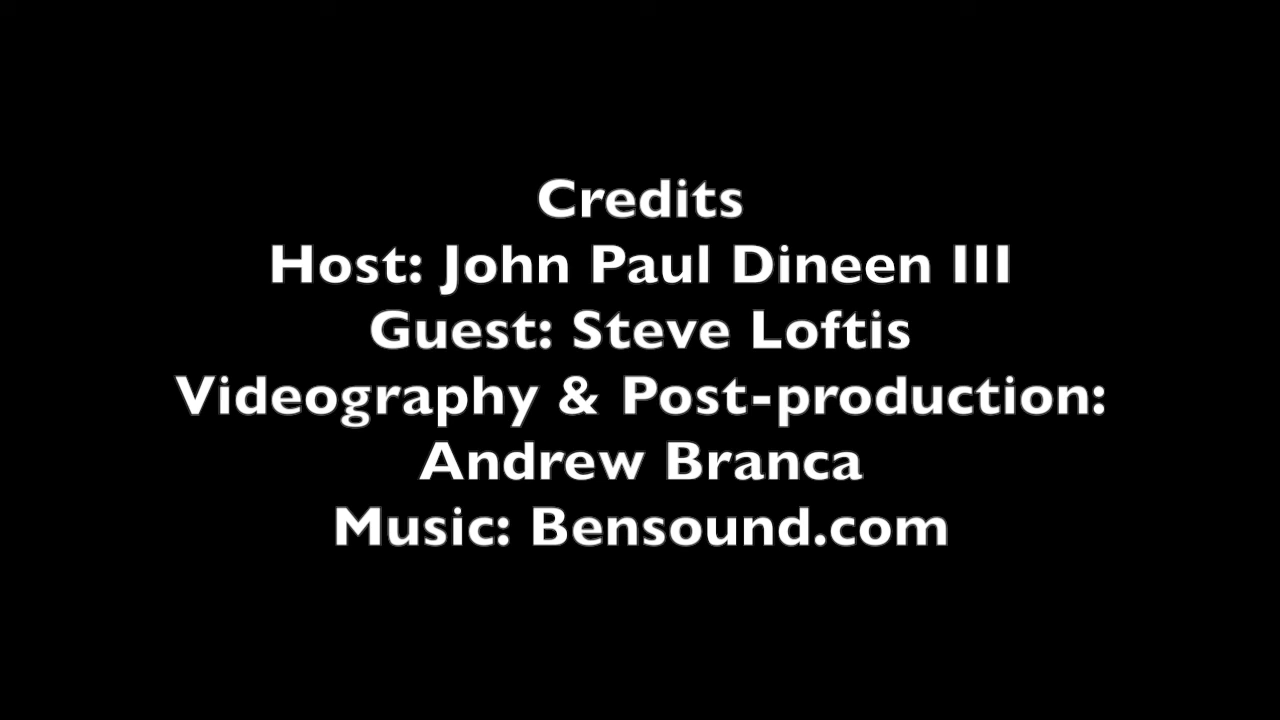 Credits
Host: John Paul Dineen III
Guest: Steve Loftis
Videography & Post-production:
Andrew Branca
Music: Bensound.com